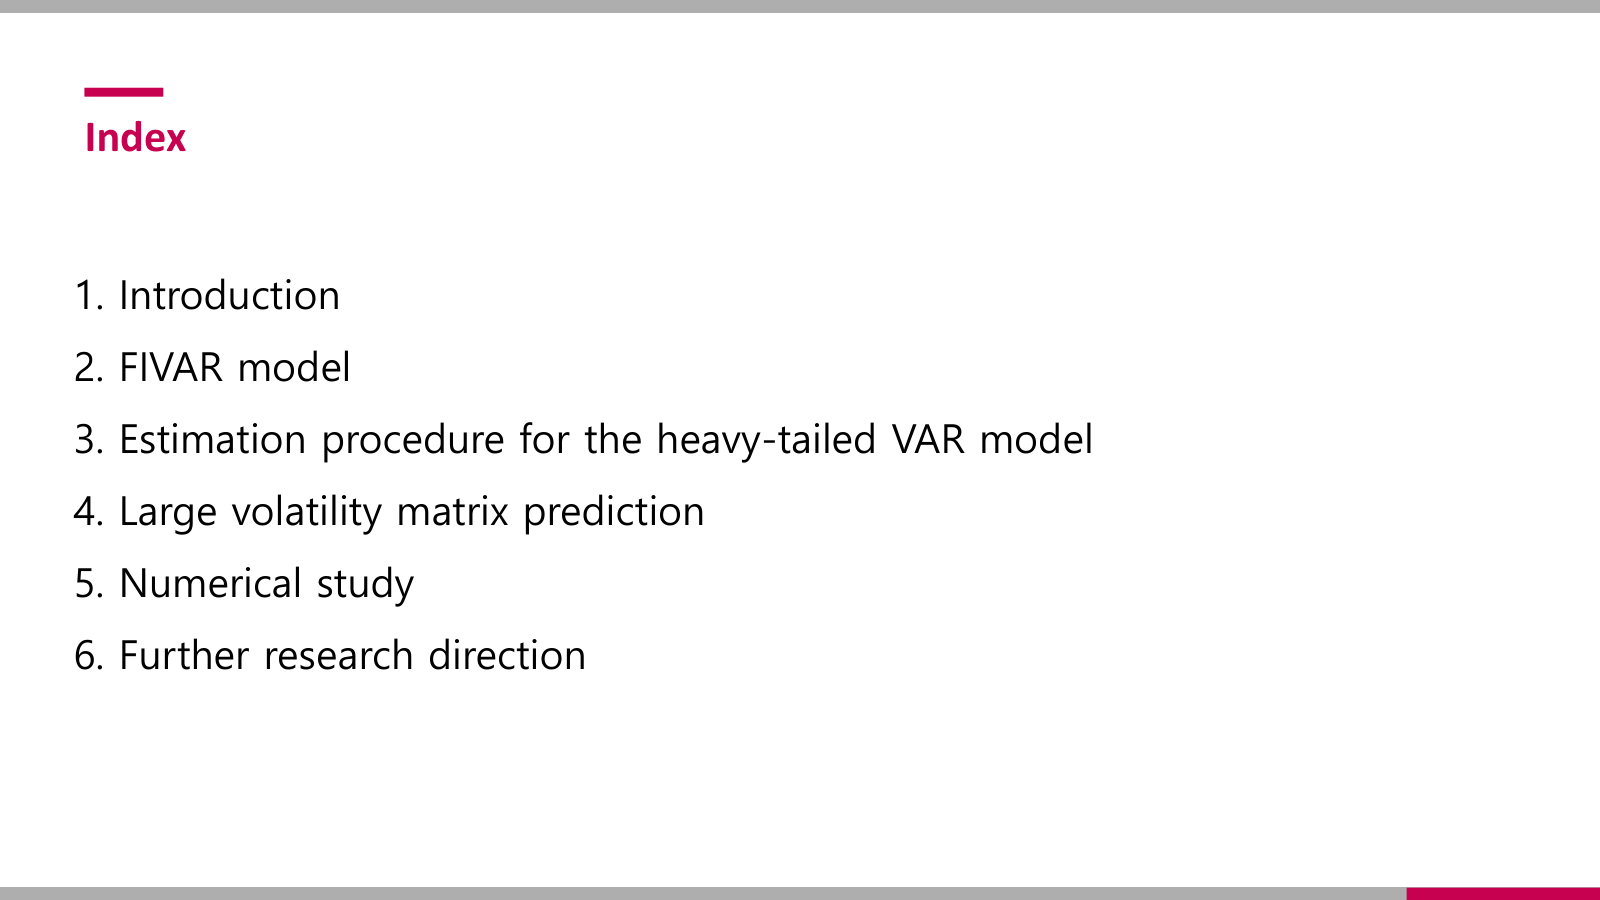 Index
1. Introduction
2. FIVAR model
3. Estimation procedure for the heavy-tailed VAR model
4. Large volatility matrix prediction
5. Numerical study
6. Further research direction